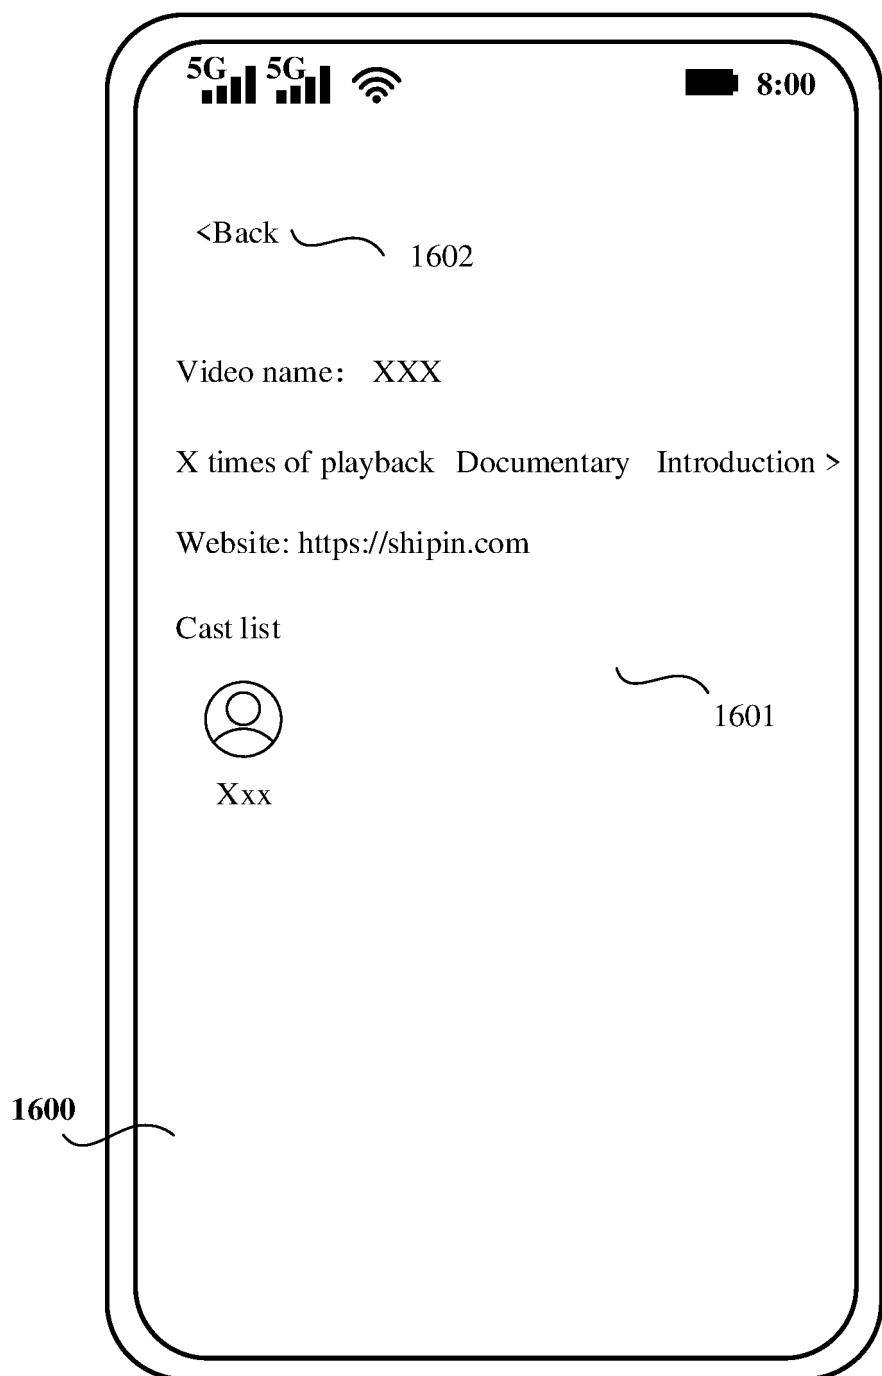 5G 5G 8:00
<Back
1602
Video name： XXX
X times of playback Documentary Introduction >
Website: https://shipin.com
Cast list
1601
Xxx
1600